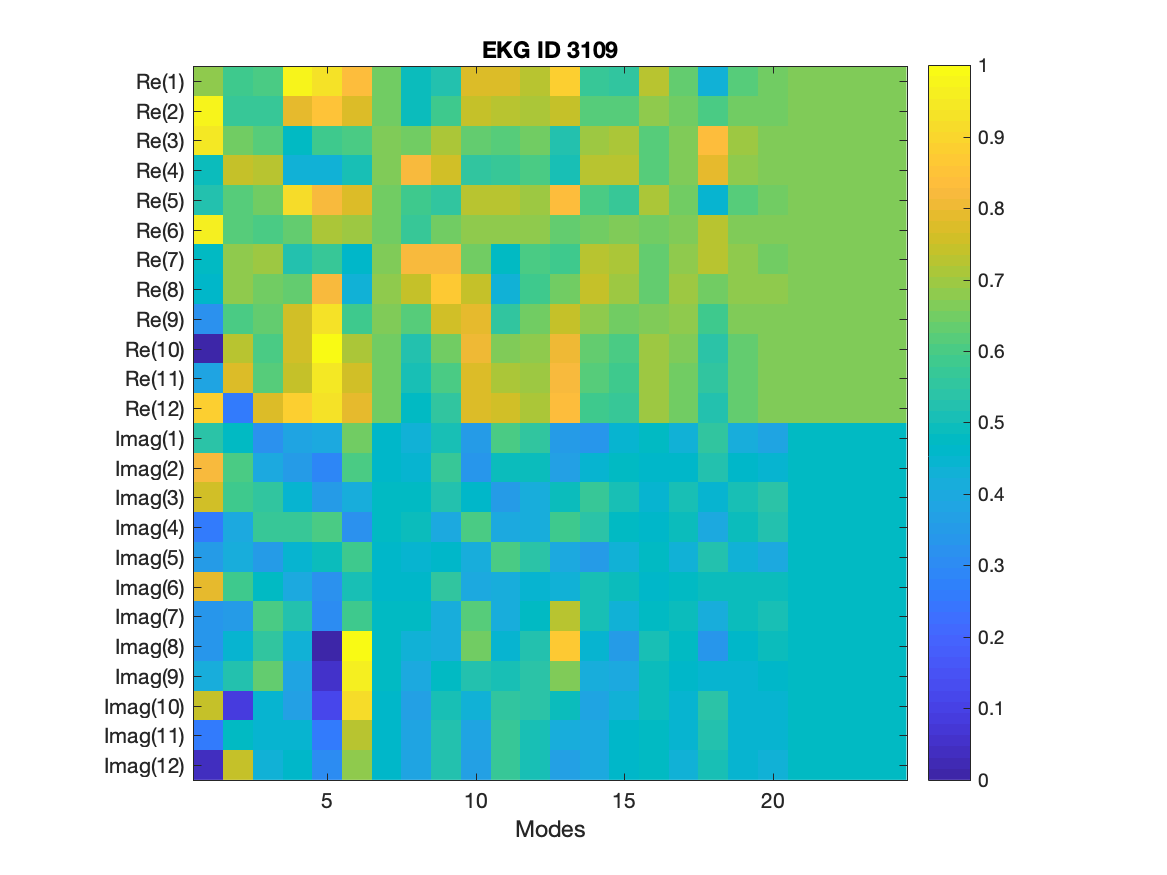 EKG ID 3109
Re(1)
Re(2)
Re(3)
Re(4)
Re(5)
Re(6)
Re(7)
Re(8)
Re(9)
Re(10)
Re(11)
Re(12)
Imag(1)
Imag(2)
Imag(3)
Imag(4)
Imag(5)
Imag(6)
Imag(7)
Imag(8)
Imag(9)
Imag(10)
Imag(11)
Imag(12)
5 10 15 20
Modes
1
0.9
0.8
0.7
0.6
0.5
0.4
0.3
0.2
0.1
0